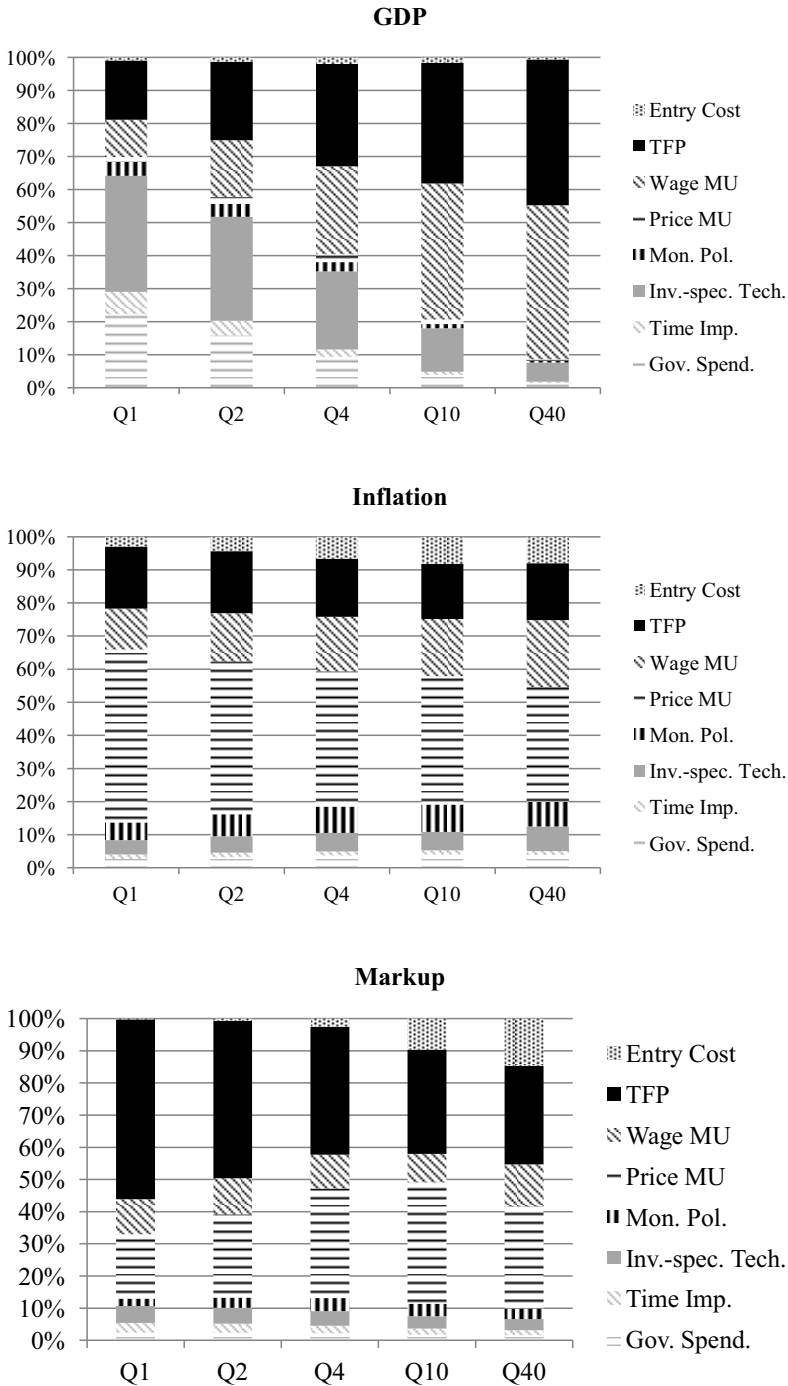 GDP
100%
90%
80%
70%
60%
50%
40%
30%
20%
10%
0%
Q1 Q2 Q4 Q10 Q40
Entry Cost
TFP
Wage MU
Price MU
Mon. Pol.
Inv.-spec. Tech.
Time Imp.
Gov. Spend.
Inflation
100%
90%
80%
70%
60%
50%
40%
30%
20%
10%
0%
Q1 Q2 Q4 Q10 Q40
Entry Cost
TFP
Wage MU
Price MU
Mon. Pol.
Inv.-spec. Tech.
Time Imp.
Gov. Spend.
Markup
100%
90%
80%
70%
60%
50%
40%
30%
20%
10%
0%
Q1 Q2 Q4 Q10 Q40
Entry Cost
TFP
Wage MU
Price MU
Mon. Pol.
Inv.-spec. Tech.
Time Imp.
Gov. Spend.